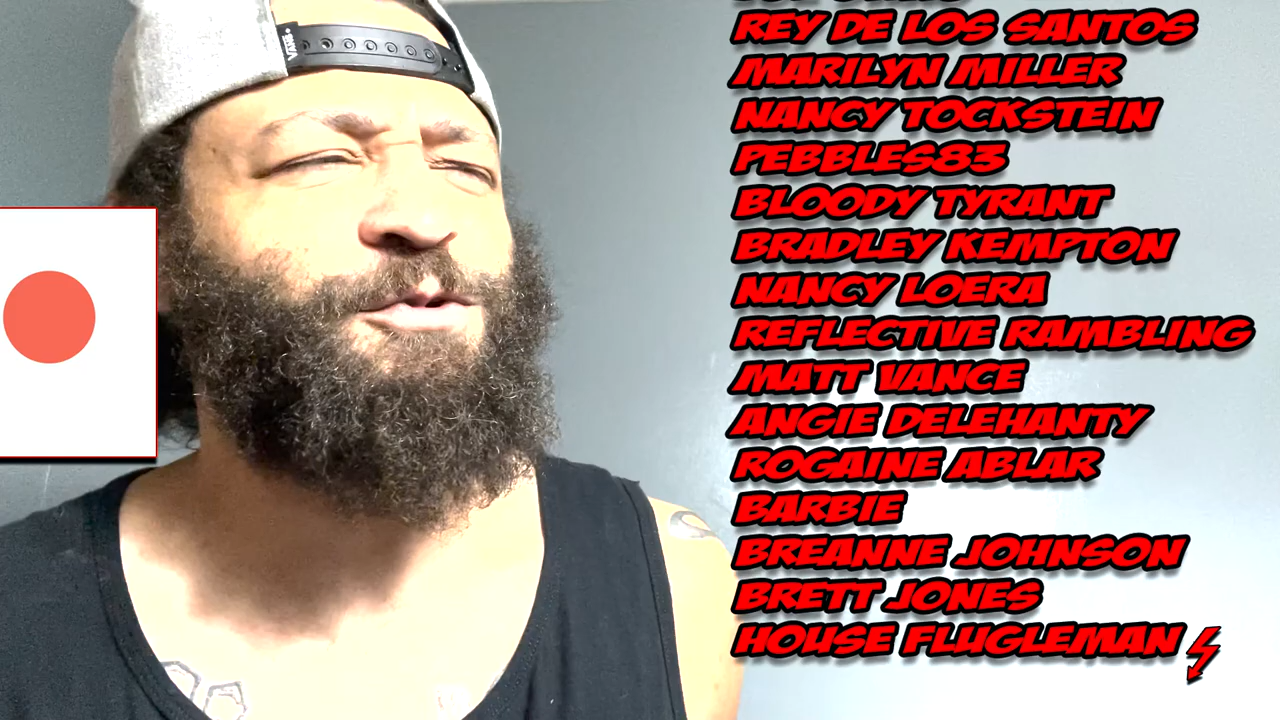 VANS
REY DE LOS SANTOS
MARILYN MILLER
NANCY TOCKSTEIN
PEBBLES83
BLOODY TYRANT
BRADLEY KEMPTON
NANCY LOERA
REFLECTIVE RAMBLING
MATT VANCE
ANGIE DELEHANTY
ROGAINE ABLAR
BARBIE
BREANNE JOHNSON
BRETT JONES
HOUSE FLUGLEMAN